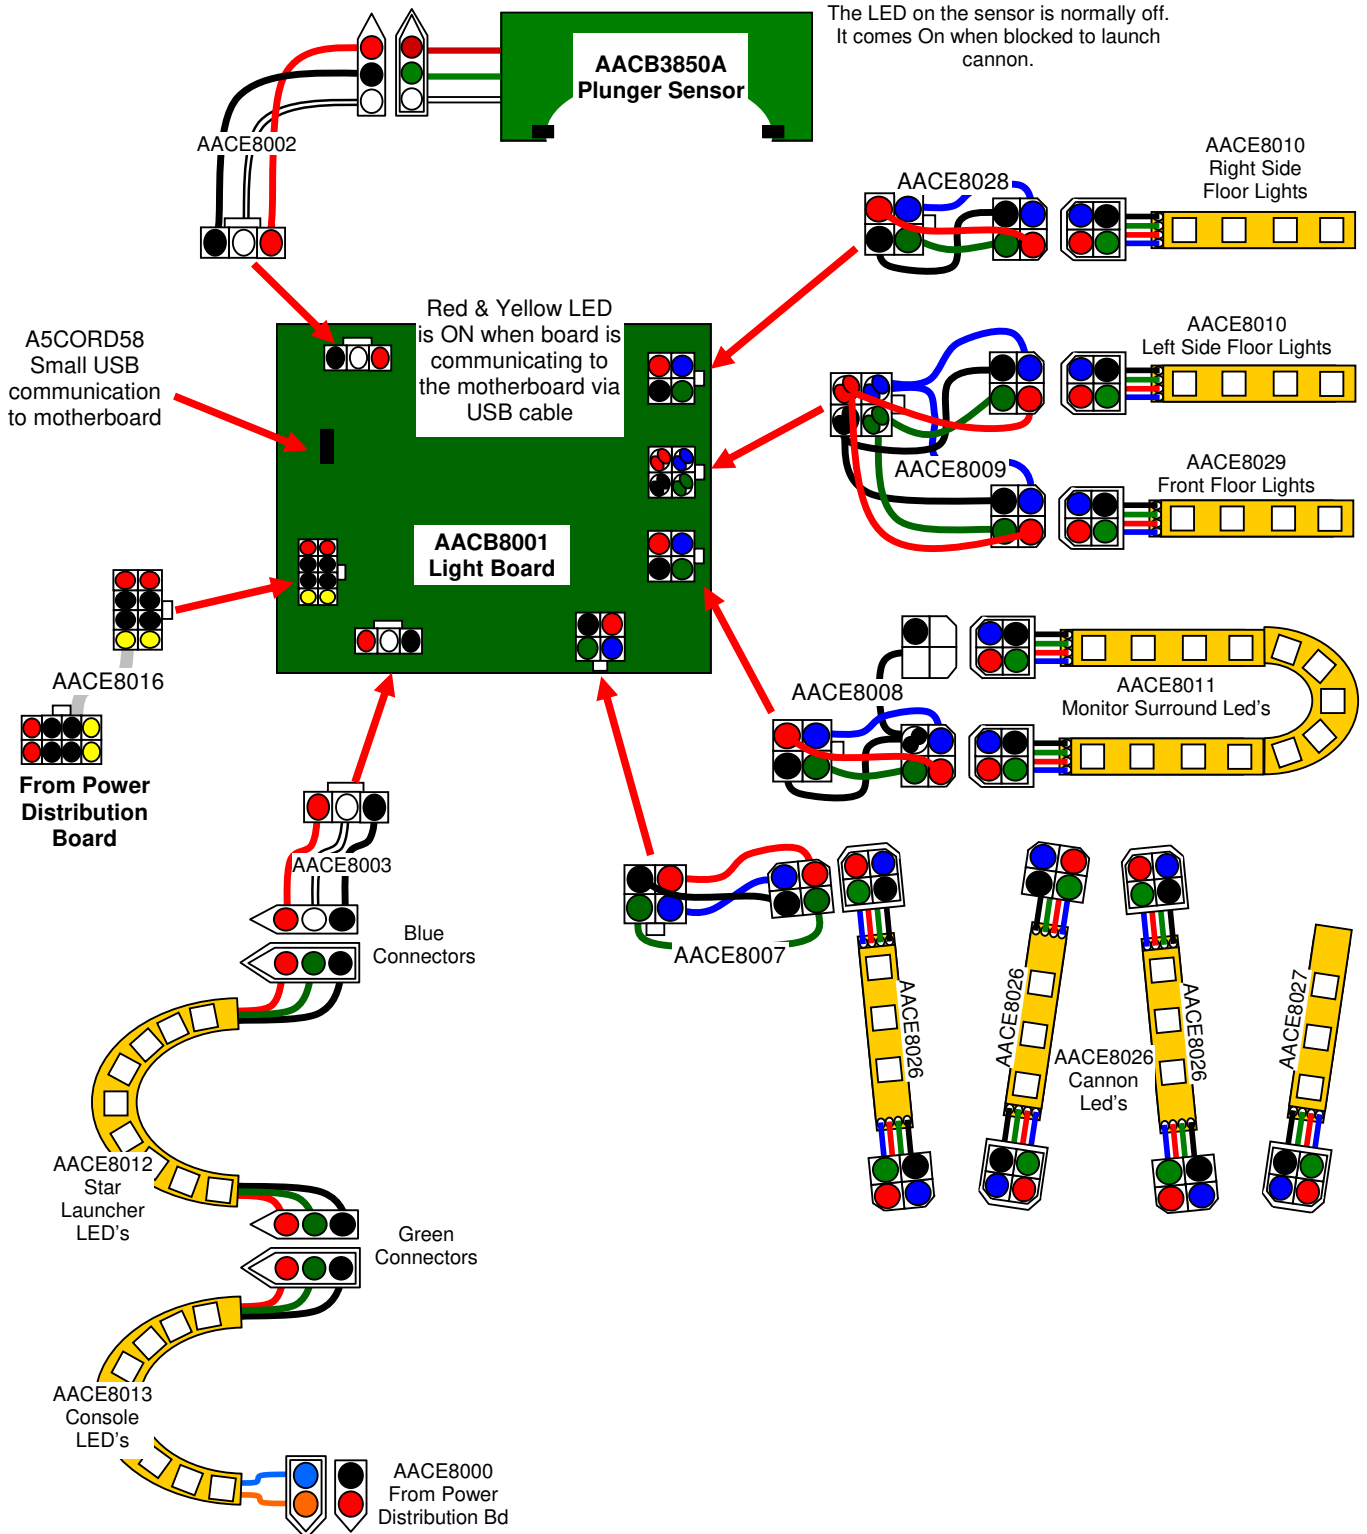 The LED on the sensor is normally off.
It comes On when blocked to launch
cannon.
AACB3850A
Plunger Sensor
AACE8002
AACE8028
AACE8010
Right Side
Floor Lights
A5CORD58
Small USB
communication
to motherboard
Red & Yellow LED
is ON when board is
communicating to
the motherboard via
USB cable
AACE8010
Left Side Floor Lights
AACE8009
AACE8029
Front Floor Lights
AACB8001
Light Board
AACE8016
From Power
Distribution
Board
AACE8008
AACE8011
Monitor Surround Led's
AACE8003
Blue
Connectors
AACE8007
AACE8026
AACE8026
AACE8026
Cannon
Led's
AACE8026
AACE8027
AACE8012
Star
Launcher
LED's
Green
Connectors
AACE8013
Console
LED's
AACE8000
From Power
Distribution Bd